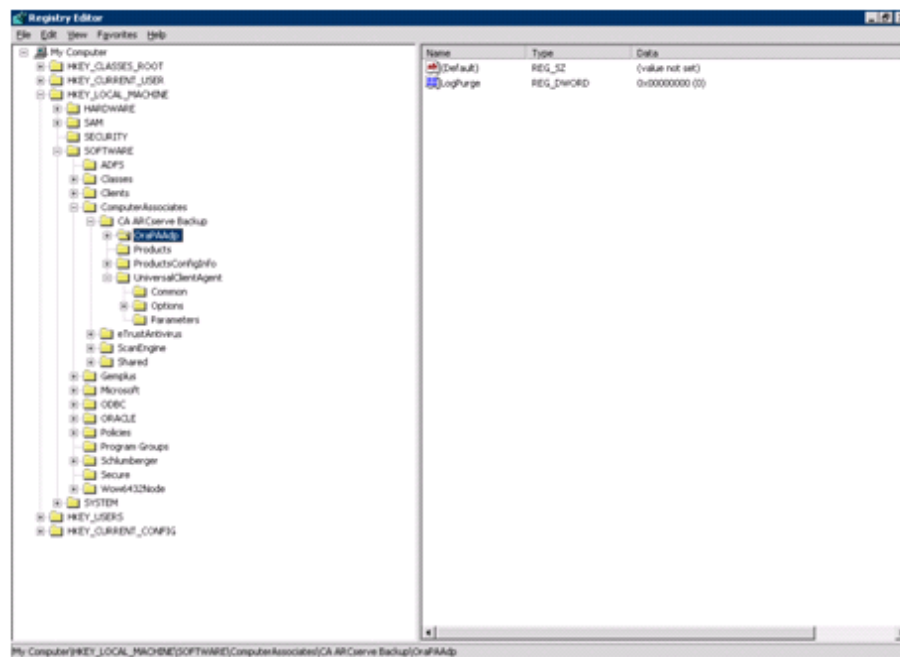 Registry Editor
File Edit View Favorites Help
My Computer
HKEY_CLASSES_ROOT
HKEY_CURRENT_USER
HKEY_LOCAL_MACHINE
HARDWARE
SAM
SECURITY
SOFTWARE
ADFS
Classes
Clients
ComputerAssociates
CA ARCserve Backup
OraPAAdp
Products
ProductsConfigInfo
UniversalClientAgent
Common
Options
Parameters
eTrustAntivirus
ScanEngine
Shared
Gemplus
Microsoft
ODBC
ORACLE
Policies
Program Groups
Schlumberger
Secure
Wow6432Node
SYSTEM
HKEY_USERS
HKEY_CURRENT_CONFIG
Name Type Data
(Default) REG_SZ (value not set)
LogPurge REG_DWORD 0x00000000 (0)
My Computer\HKEY_LOCAL_MACHINE\SOFTWARE\ComputerAssociates\CA ARCserve Backup\OraPAAdp